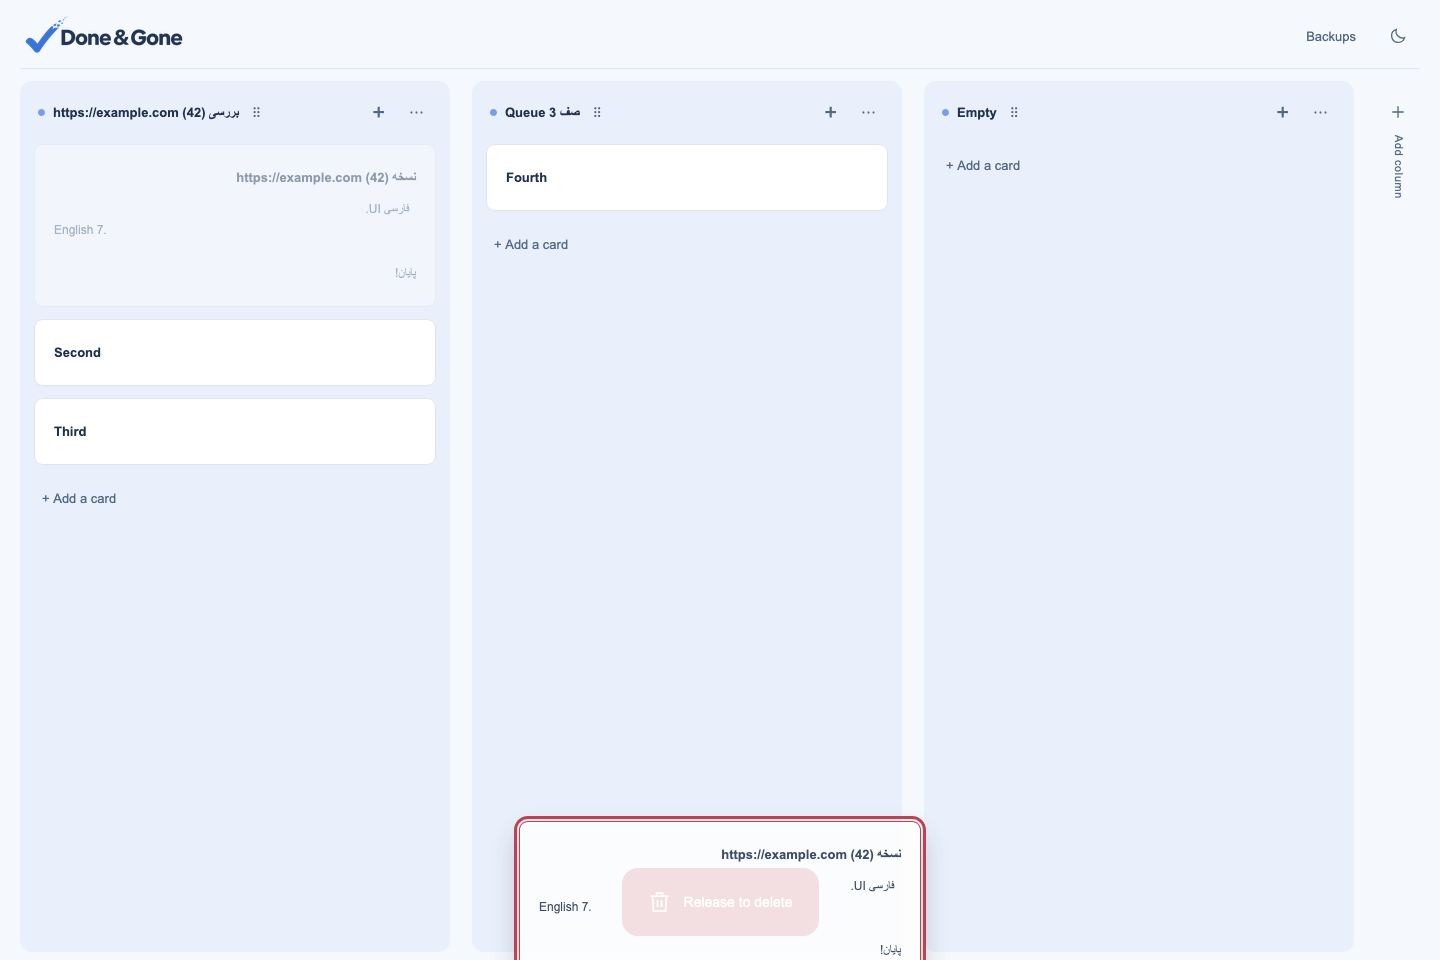 Done & Gone
Backups
بررسی (42) https://example.com
نسخه (42) https://example.com
فارسی UI.
English 7.
پایان!
Second
Third
+ Add a card
Queue 3 صف
Fourth
+ Add a card
Empty
+ Add a card
Add column
نسخه (42) https://example.com
فارسی UI.
English 7.
Release to delete
پایان!